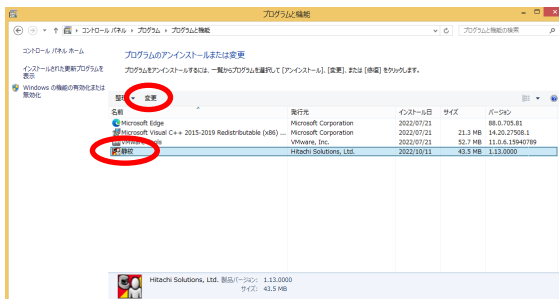 プログラムと機能
コントロール パネル ▸ プログラム ▸ プログラムと機能
プログラムと機能の検索
コントロール パネル ホーム
インストールされた更新プログラムを
表示
Windows の機能の有効化または
無効化
プログラムのアンインストールまたは変更
プログラムをアンインストールするには、一覧からプログラムを選択して [アンインストール]、[変更]、または [修復] をクリックします。
整理 変更
名前 発行元 インストール日 サイズ バージョン
Microsoft Edge Microsoft Corporation 2022/07/21 88.0.705.81
Microsoft Visual C++ 2015-2019 Redistributable (x86) ... Microsoft Corporation 2022/07/21 21.3 MB 14.20.27508.1
VMware Tools VMware, Inc. 2022/07/21 52.7 MB 11.0.6.15940789
Hitachi Solutions, Ltd. 2022/10/11 43.5 MB 1.13.0000
Hitachi Solutions, Ltd. 製品バージョン: 1.13.0000
サイズ: 43.5 MB